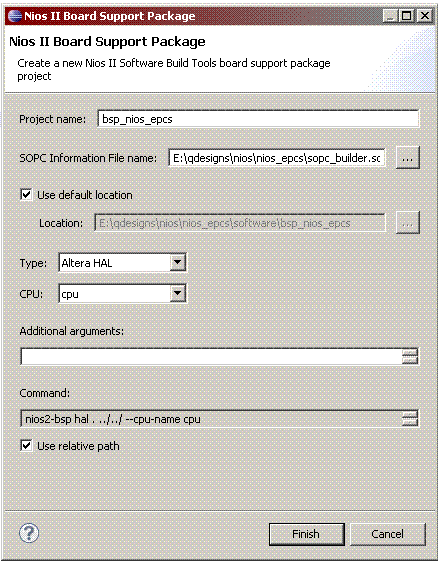 Nios II Board Support Package
Nios II Board Support Package
Create a new Nios II Software Build Tools board support package
project
Project name: bsp_nios_epcs
SOPC Information File name: E:\qdesigns\nios\nios_epcs\sopc_builder.sc ...
Use default location
Location: E:\qdesigns\nios\nios_epcs\software\bsp_nios_epcs ...
Type: Altera HAL
CPU: cpu
Additional arguments:
Command:
nios2-bsp hal . ../../ --cpu-name cpu
Use relative path
? Finish Cancel